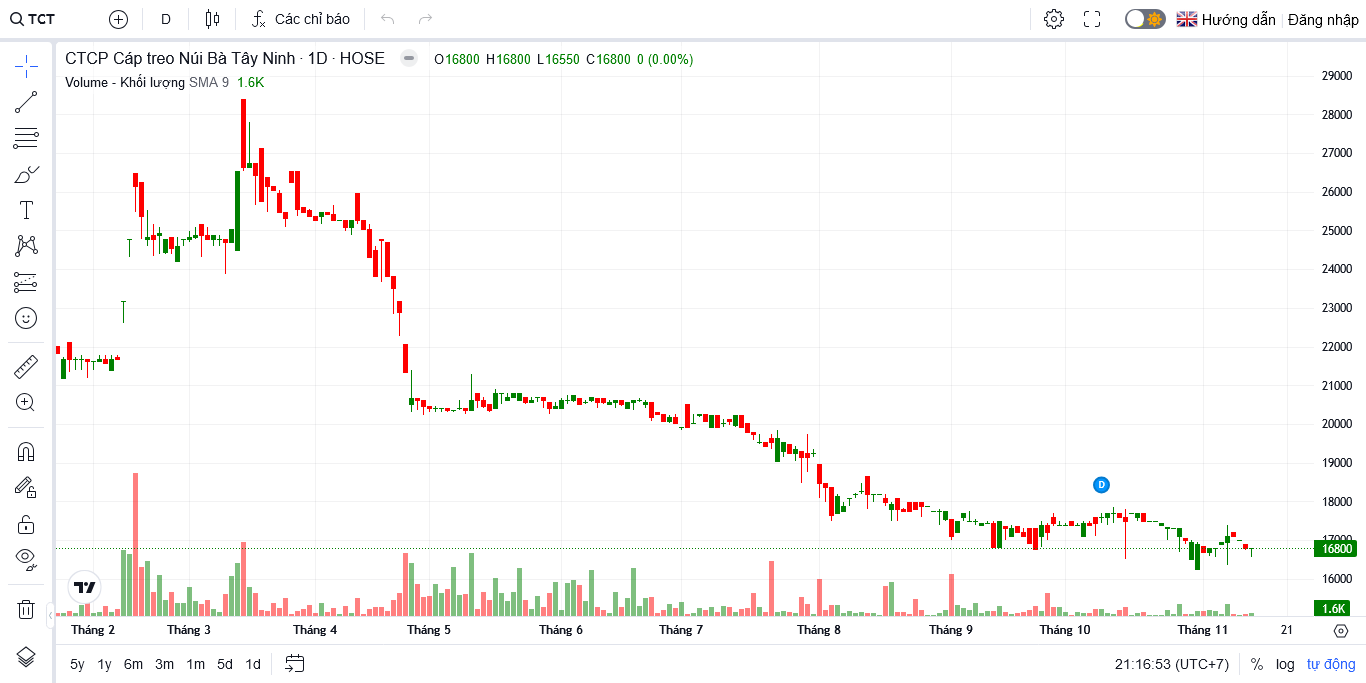 TCT D Các chỉ báo Hướng dẫn Đăng nhập
CTCP Cáp treo Núi Bà Tây Ninh · 1D · HOSE O16800 H16800 L16550 C16800 0 (0.00%)
Volume - Khối lượng SMA 9 1.6K
29000
28000
27000
26000
25000
24000
23000
22000
21000
20000
19000
18000
D
17000
16800
16000
1.6K
Tháng 2 Tháng 3 Tháng 4 Tháng 5 Tháng 6 Tháng 7 Tháng 8 Tháng 9 Tháng 10 Tháng 11 21
5y 1y 6m 3m 1m 5d 1d 21:16:53 (UTC+7) % log tự động